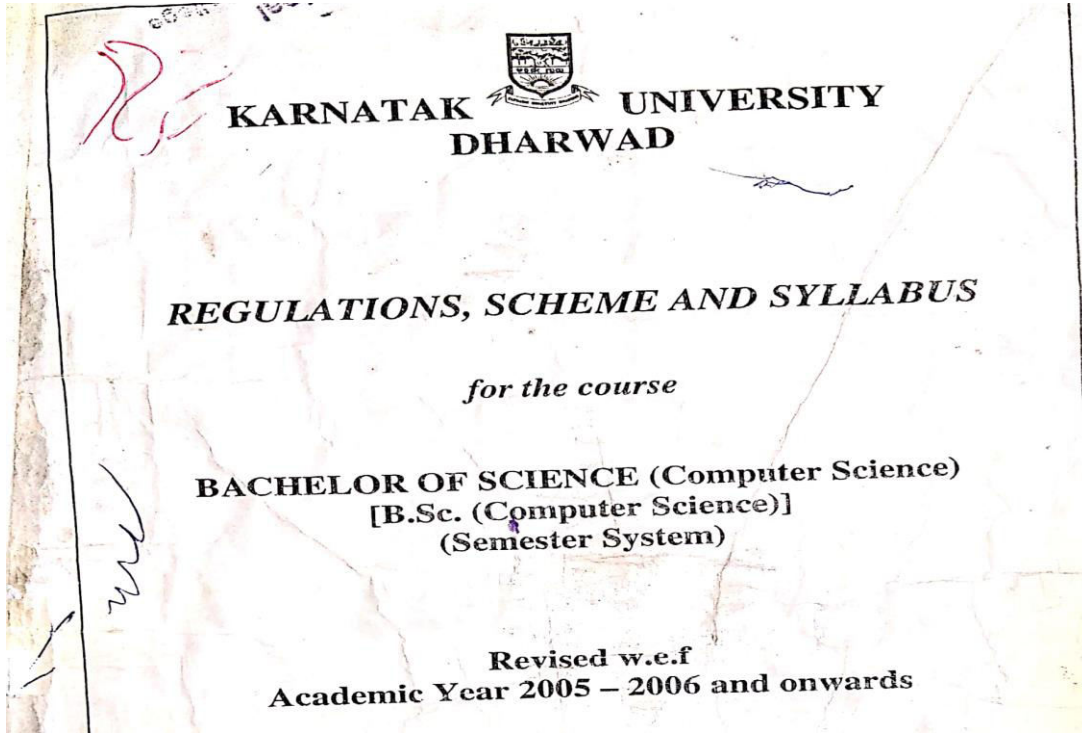 KARNATAK UNIVERSITY
DHARWAD
REGULATIONS, SCHEME AND SYLLABUS
for the course
BACHELOR OF SCIENCE (Computer Science)
[B.Sc. (Computer Science)]
(Semester System)
Revised w.e.f
Academic Year 2005 – 2006 and onwards